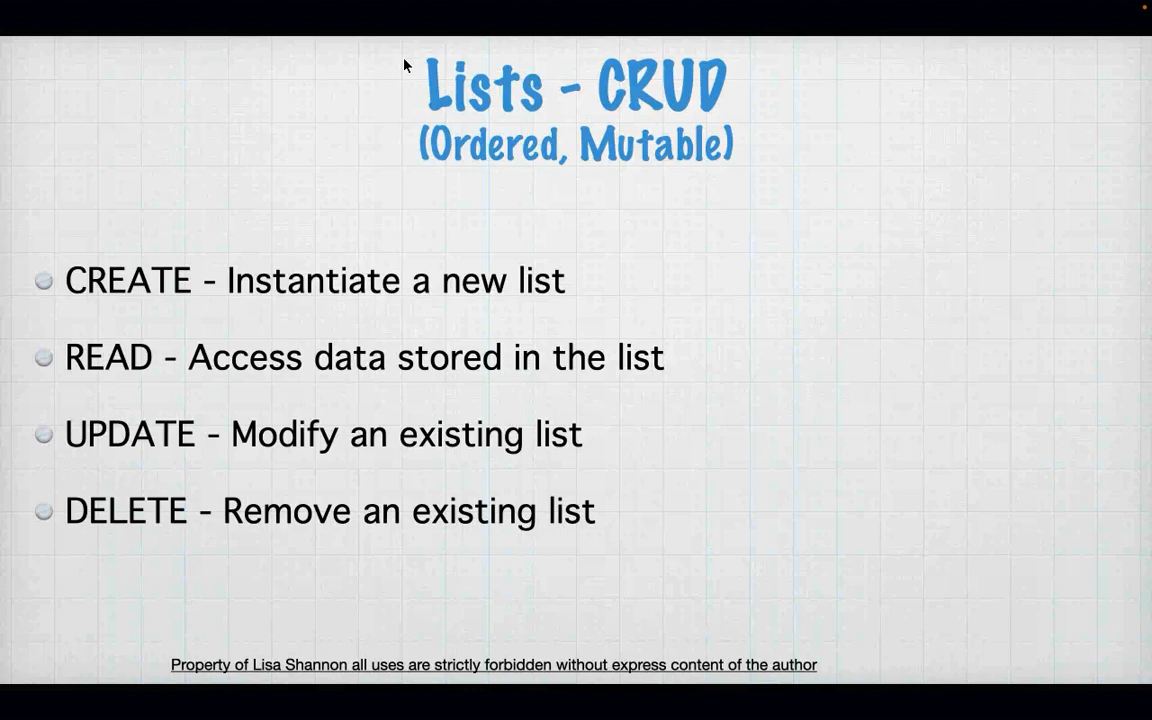 Lists - CRUD
(Ordered, Mutable)
CREATE - Instantiate a new list
READ - Access data stored in the list
UPDATE - Modify an existing list
DELETE - Remove an existing list
Property of Lisa Shannon all uses are strictly forbidden without express content of the author